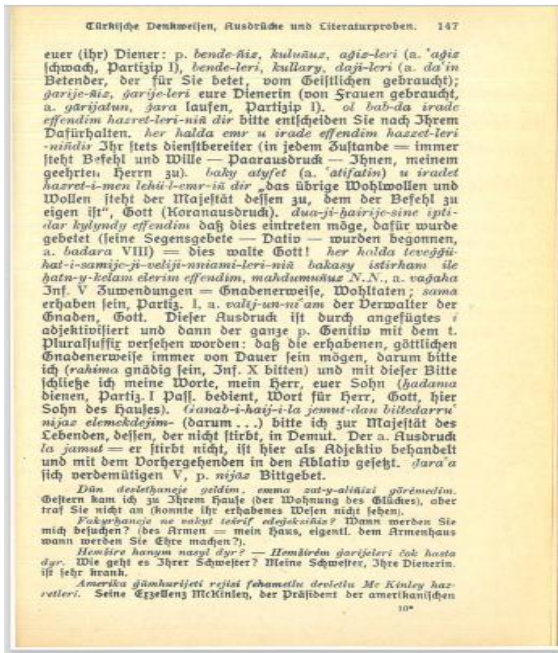 Türkische Denkweisen, Ausdrücke und Literaturproben. 147
euer (ihr) Diener: p. bende-ñiz, kuluñuz, aǧiz-leri (a. 'aǧiz
schwach, Partizip I), bende-leri, kullary, daji-leri (a. da'in
Betender, der für Sie betet, vom Geistlichen gebraucht);
ǧarije-ñiz, ǧarije-leri eure Dienerin (von Frauen gebraucht,
a. ǧārijatun, ǧara laufen, Partizip I). ol bab-da irade
effendim hazret-leri-niñ dir bitte entscheiden Sie nach Ihrem
Dafürhalten. her halda emr u irade effendim hazzet-leri
-niñdir Ihr stets dienstbereiter (in jedem Zustande = immer
steht Befehl und Wille — Paarausdruck — Ihnen, meinem
geehrten Herrn zu). baky atyfet (a. 'atifatin) u iradet
hazret-i-men lehü-l-emr-iñ dir „das übrige Wohlwollen und
Wollen steht der Majestät dessen zu, dem der Befehl zu
eigen ist", Gott (Koranausdruck). dua-ji-hairije-sine ipti-
dar kylyndy effendim daß dies eintreten möge, dafür wurde
gebetet (seine Segensgebete — Dativ — wurden begonnen,
a. badara VIII) = dies walte Gott! her halda teveǧǧü-
hat-i-samije-ji-veliji-nniami-leri-niñ bakasy istirham ile
hatn-y-kelam elerim effendim, mahdumuñuz N.N., a. vaǧaha
Inf. V Zuwendungen = Gnadenerweise, Wohltaten; sama
erhaben sein, Partiz. I, a. valij-un-ni'am der Verwalter der
Gnaden, Gott. Dieser Ausdruck ist durch angefügtes i
adjektiviert und dann der ganze p. Genitiv mit dem t.
Pluralsuffix versehen worden: daß die erhabenen, göttlichen
Gnadenerweise immer von Dauer sein mögen, darum bitte
ich (rahima gnädig sein, Inf. X bitten) und mit dieser Bitte
schließe ich meine Worte, mein Herr, euer Sohn (hadama
dienen, Partiz. I Pass. bedient, Wort für Herr, Gott, hier
Sohn des Hauses). Ǧanab-i-haij-i-la jemut-dan bittedarru'
nijaz elemekdejim- (darum . . .) bitte ich zur Majestät des
Lebenden, dessen, der nicht stirbt, in Demut. Der a. Ausdruck
la jamut = er stirbt nicht, ist hier als Adjektiv behandelt
und mit dem Vorhergehenden in den Ablativ gesetzt. ḍara'a
sich verdemütigen V, p. nijaz Bittgebet.
Dün devlethaneje geldim, emma zat-y-aliñizi görëmedim.
Gestern kam ich zu Ihrem Hause (der Wohnung des Glückes), aber
traf Sie nicht an (konnte ihr erhabenes Wesen nicht sehen).
Fakyrhaneje ne vakyt tešrif edeǧeksiñiz? Wann werden Sie
mich besuchen? (des Armen = mein Haus, eigentl. dem Armenhaus
wann werden Sie Ehre machen?).
Hemšire hanym nasyl dyr? — Hemširém ǧarijeleri čok hasta
dyr. Wie geht es Ihrer Schwester? Meine Schwester, Ihre Dienerin,
ist sehr krank.
Amerika ǧümhurijeti rejisi fehametlu devletlu Mc Kinley haz-
retleri. Seine Exzellenz McKinley, der Präsident der amerikanischen
10*